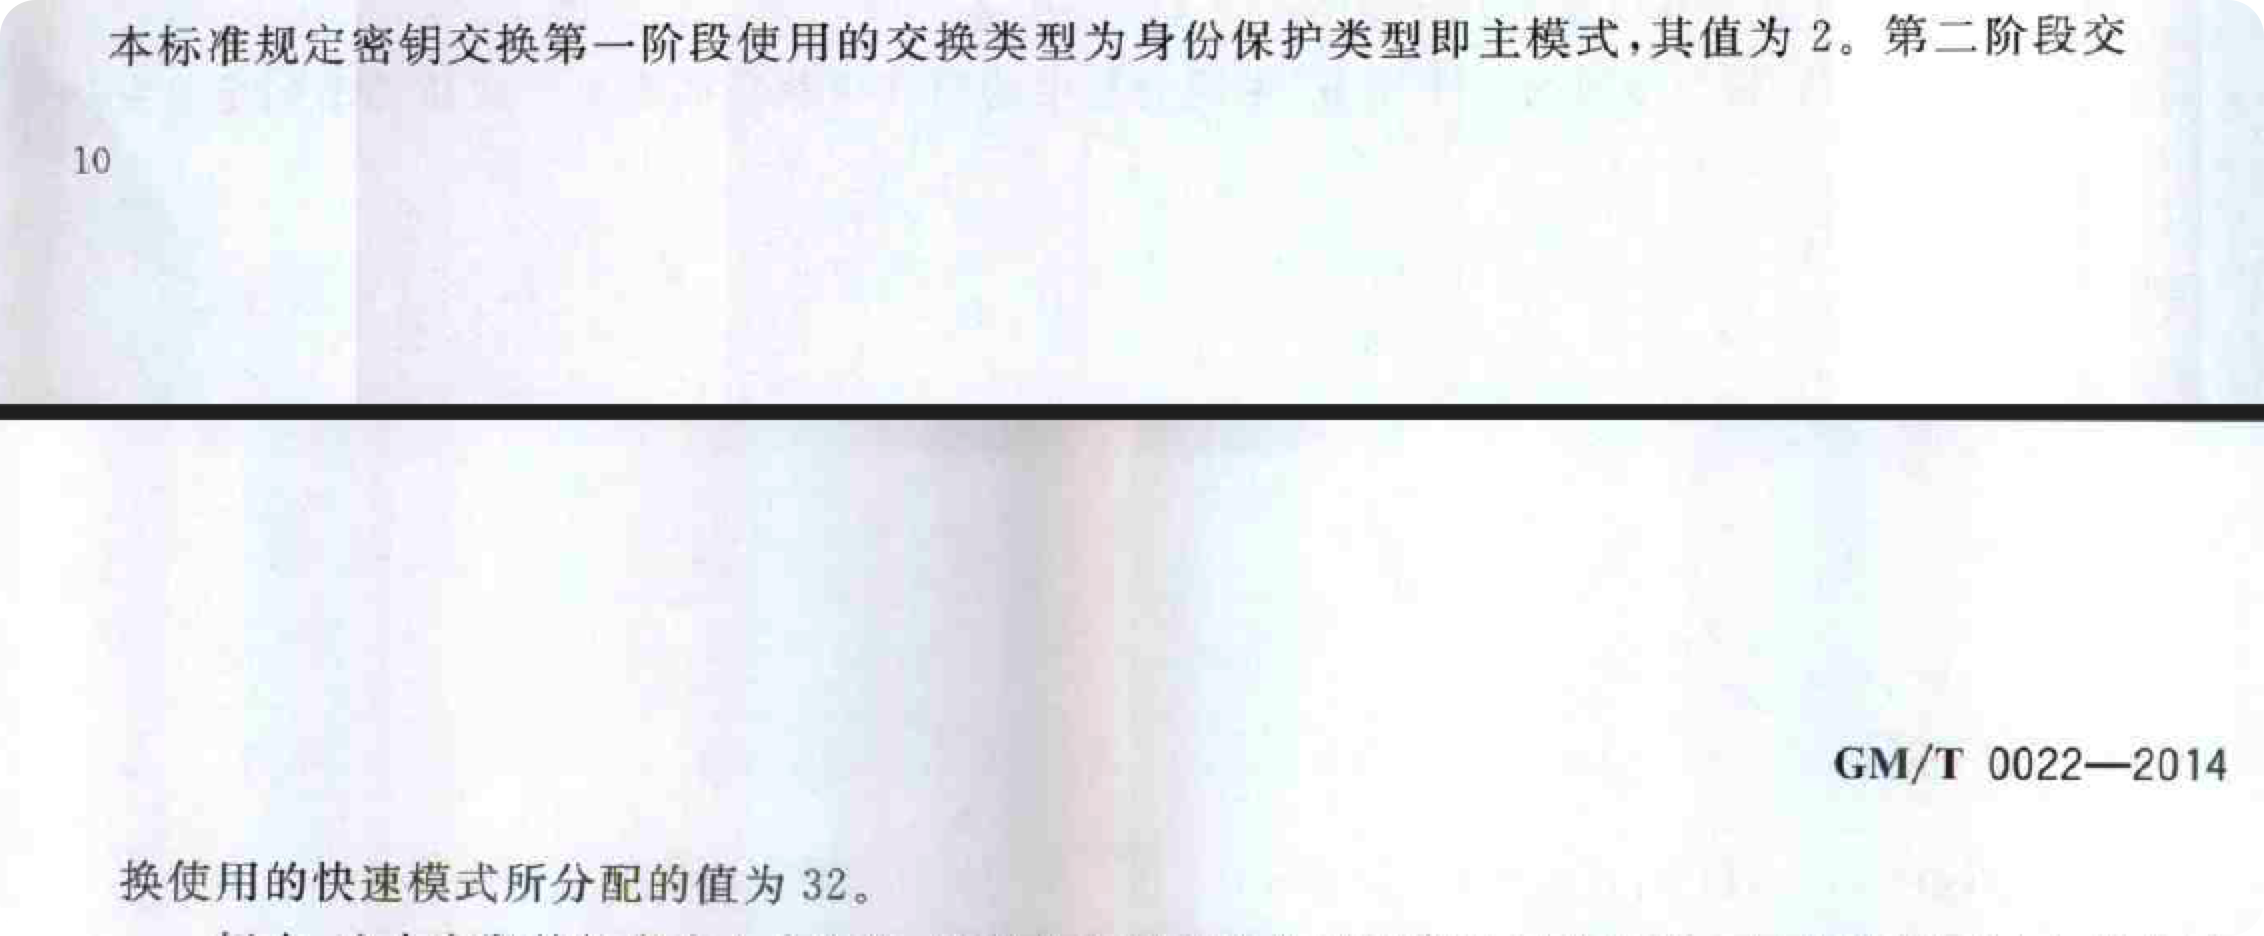 本标准规定密钥交换第一阶段使用的交换类型为身份保护类型即主模式,其值为 2。第二阶段交
10
GM/T 0022—2014
换使用的快速模式所分配的值为 32。